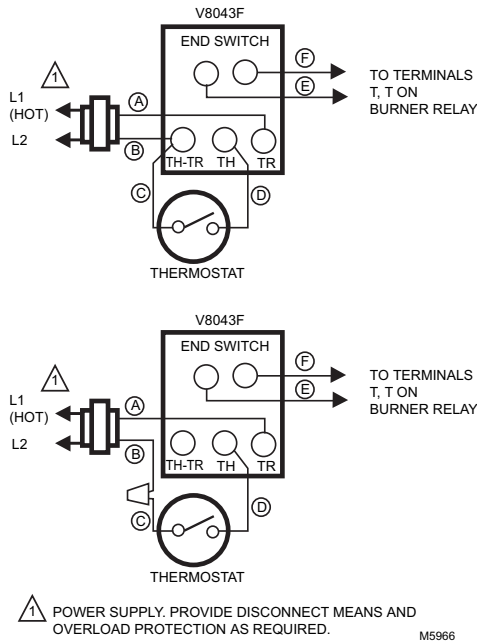 V8043F
END SWITCH
F
E
TO TERMINALS
T, T ON
BURNER RELAY
1
L1
(HOT)
L2
A
B
TH-TR
TH
TR
C
D
THERMOSTAT
V8043F
END SWITCH
F
E
TO TERMINALS
T, T ON
BURNER RELAY
1
L1
(HOT)
L2
A
B
TH-TR
TH
TR
C
D
THERMOSTAT
1 POWER SUPPLY. PROVIDE DISCONNECT MEANS AND
OVERLOAD PROTECTION AS REQUIRED.
M5966